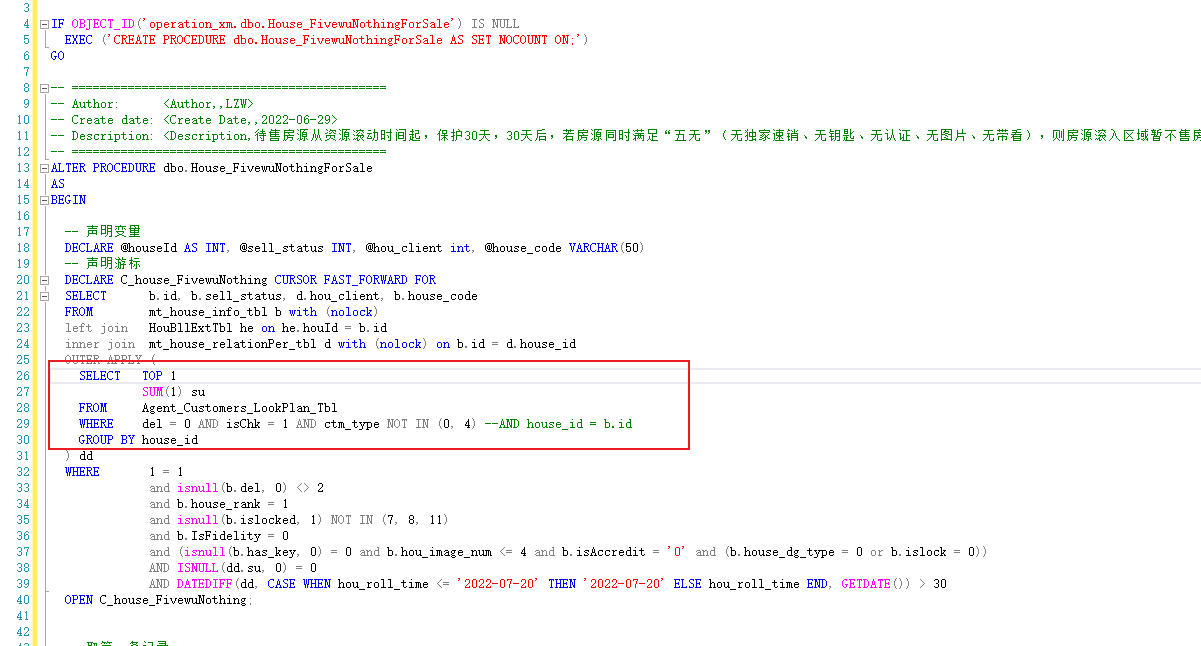 3
4 IF OBJECT_ID('operation_xm.dbo.House_FivewuNothingForSale') IS NULL
5 EXEC ('CREATE PROCEDURE dbo.House_FivewuNothingForSale AS SET NOCOUNT ON;')
6 GO
7
8 -- =============================================
9 -- Author: <Author,,LZW>
10 -- Create date: <Create Date,,2022-06-29>
11 -- Description: <Description,待售房源从资源滚动时间起，保护30天，30天后，若房源同时满足“五无”（无独家速销、无钥匙、无认证、无图片、无带看），则房源滚入区域暂不售房
12 -- =============================================
13 ALTER PROCEDURE dbo.House_FivewuNothingForSale
14 AS
15 BEGIN
16
17 -- 声明变量
18 DECLARE @houseId AS INT, @sell_status INT, @hou_client int, @house_code VARCHAR(50)
19 -- 声明游标
20 DECLARE C_house_FivewuNothing CURSOR FAST_FORWARD FOR
21 SELECT b.id, b.sell_status, d.hou_client, b.house_code
22 FROM mt_house_info_tbl b with (nolock)
23 left join HouBllExtTbl he on he.houId = b.id
24 inner join mt_house_relationPer_tbl d with (nolock) on b.id = d.house_id
25 OUTER APPLY (
26 SELECT TOP 1
27 SUM(1) su
28 FROM Agent_Customers_LookPlan_Tbl
29 WHERE del = 0 AND isChk = 1 AND ctm_type NOT IN (0, 4) --AND house_id = b.id
30 GROUP BY house_id
31 ) dd
32 WHERE 1 = 1
33 and isnull(b.del, 0) <> 2
34 and b.house_rank = 1
35 and isnull(b.islocked, 1) NOT IN (7, 8, 11)
36 and b.IsFidelity = 0
37 and (isnull(b.has_key, 0) = 0 and b.hou_image_num <= 4 and b.isAccredit = '0' and (b.house_dg_type = 0 or b.islock = 0))
38 AND ISNULL(dd.su, 0) = 0
39 AND DATEDIFF(dd, CASE WHEN hou_roll_time <= '2022-07-20' THEN '2022-07-20' ELSE hou_roll_time END, GETDATE()) > 30
40 OPEN C_house_FivewuNothing;
41
42